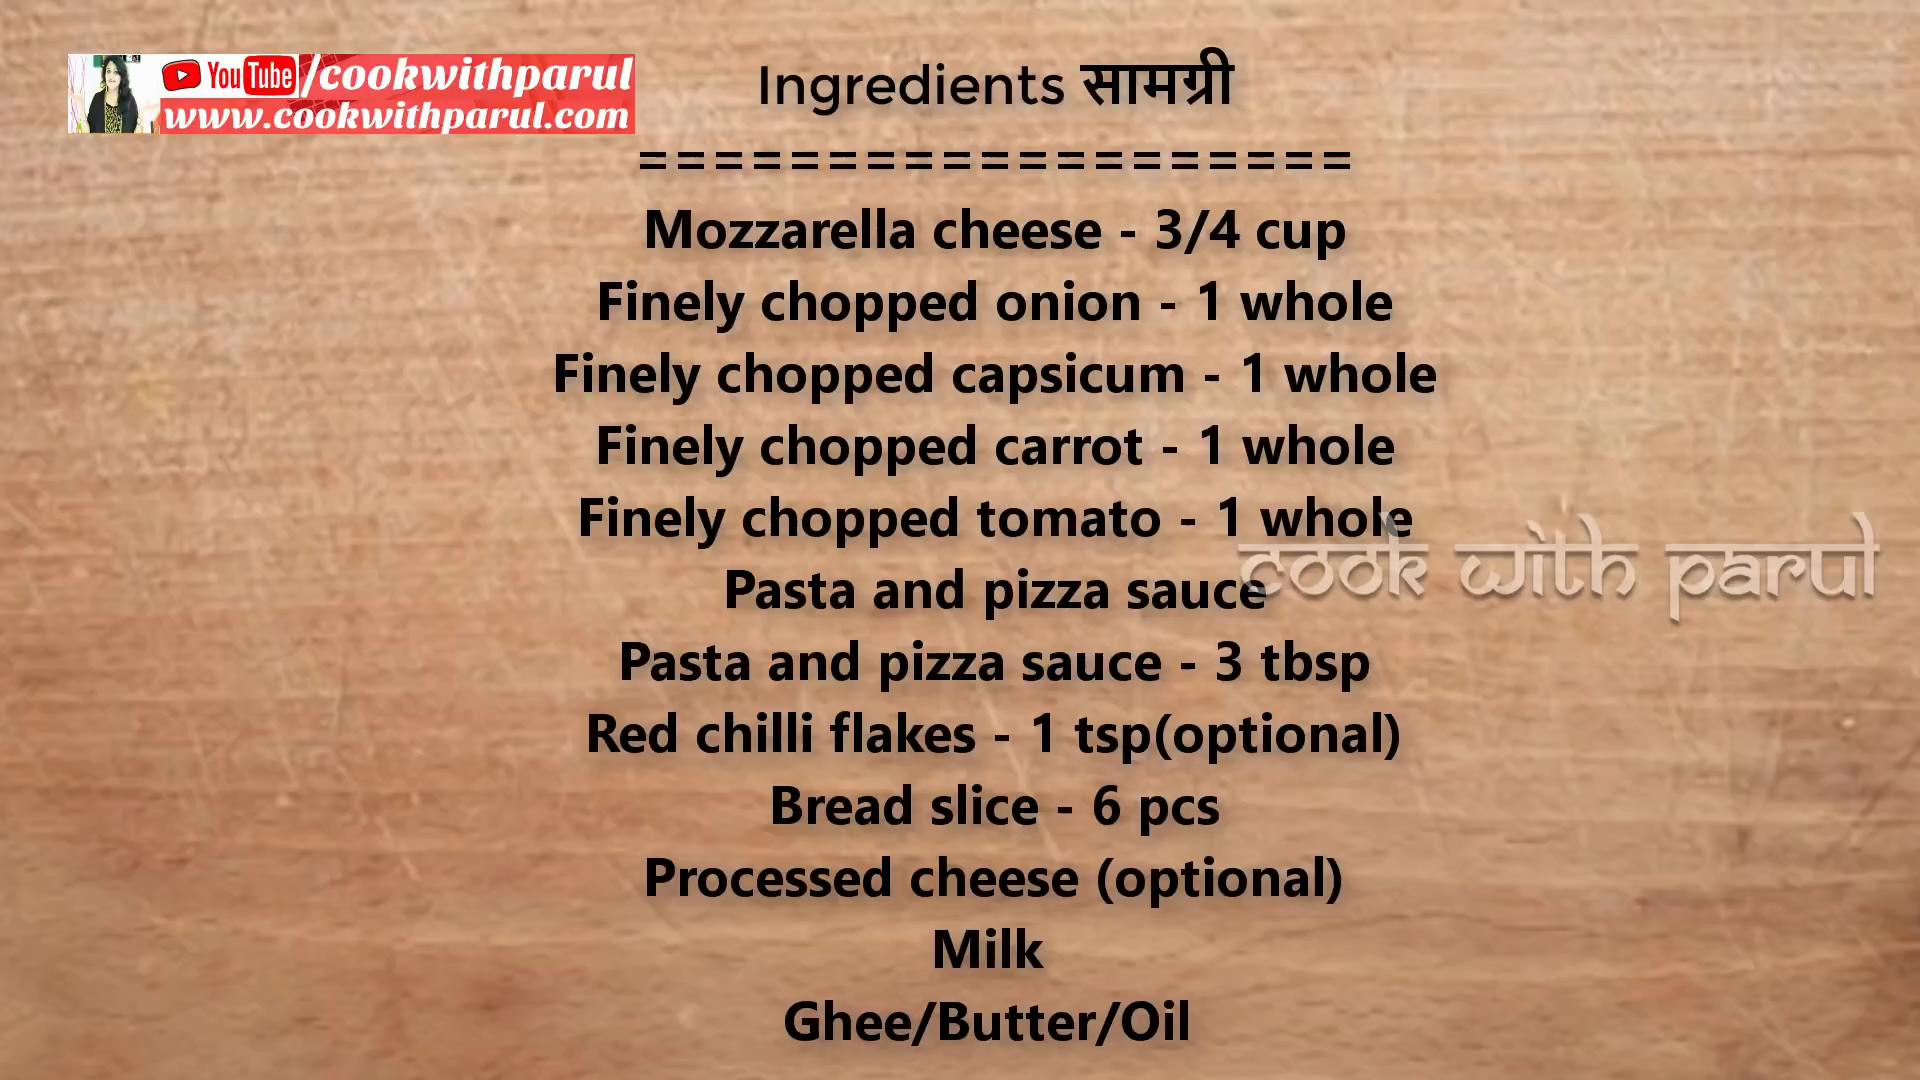 YouTube/cookwithparul
www.cookwithparul.com
Ingredients सामग्री
===================
Mozzarella cheese - 3/4 cup
Finely chopped onion - 1 whole
Finely chopped capsicum - 1 whole
Finely chopped carrot - 1 whole
Finely chopped tomato - 1 whole
cook with parul
Pasta and pizza sauce
Pasta and pizza sauce - 3 tbsp
Red chilli flakes - 1 tsp(optional)
Bread slice - 6 pcs
Processed cheese (optional)
Milk
Ghee/Butter/Oil